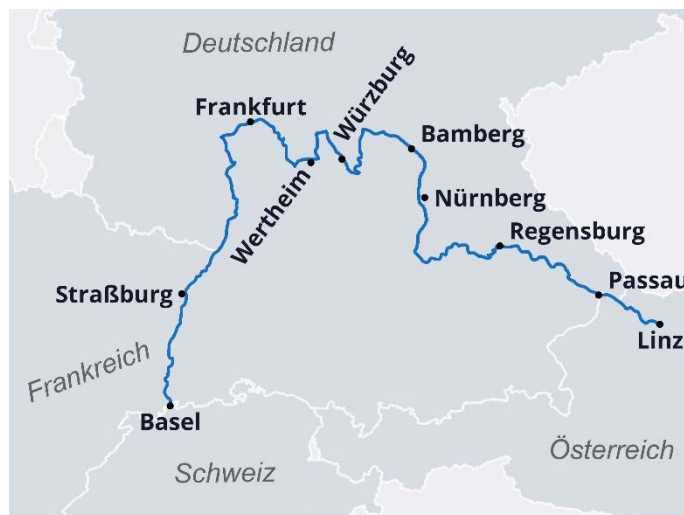 Deutschland
Frankfurt
Würzburg
Bamberg
Wertheim
Nürnberg
Regensburg
Straßburg
Passau
Linz
Frankreich
Basel
Österreich
Schweiz